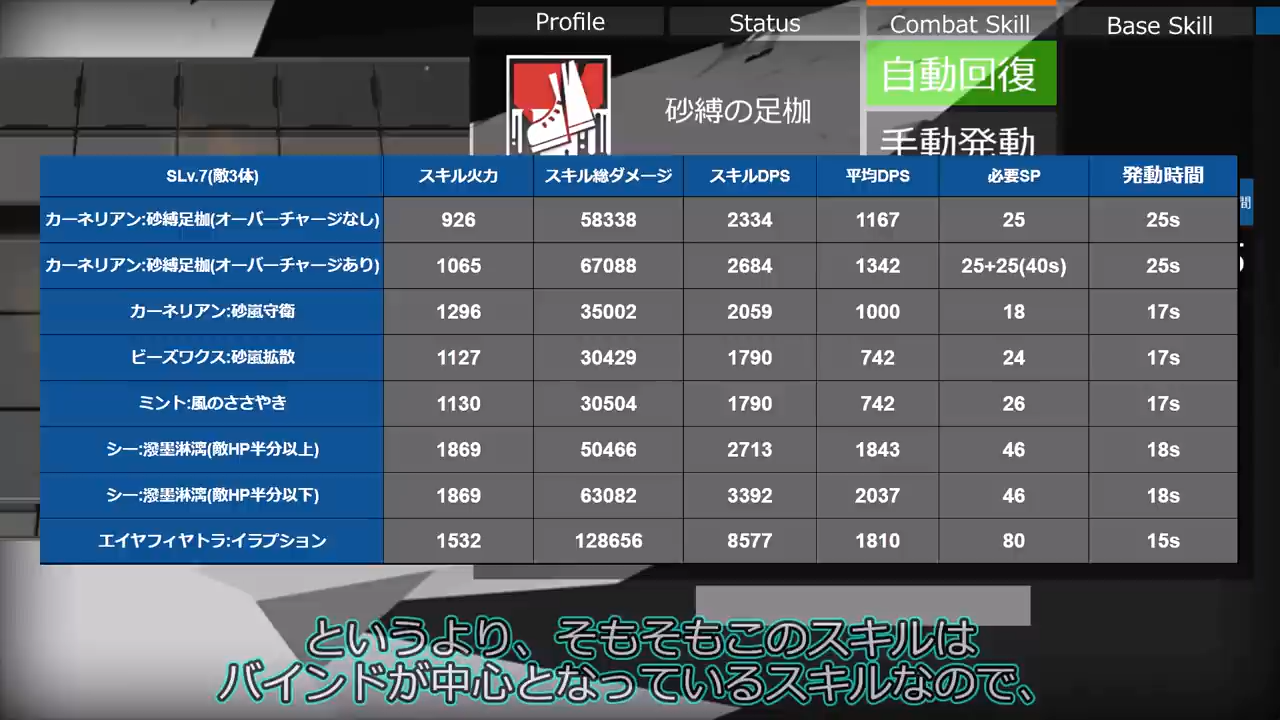 Profile Status Combat Skill Base Skill
自動回復
砂縛の足枷
手動発動
SLv.7(敵3体) スキル火力 スキル総ダメージ スキルDPS 平均DPS 必要SP 発動時間
カーネリアン:砂縛足枷(オーバーチャージなし) 926 58338 2334 1167 25 25s
カーネリアン:砂縛足枷(オーバーチャージあり) 1065 67088 2684 1342 25+25(40s) 25s
カーネリアン:砂嵐守衛 1296 35002 2059 1000 18 17s
ビーズワクス:砂嵐拡散 1127 30429 1790 742 24 17s
ミント:風のささやき 1130 30504 1790 742 26 17s
シー:溌墨淋漓(敵HP半分以上) 1869 50466 2713 1843 46 18s
シー:溌墨淋漓(敵HP半分以下) 1869 63082 3392 2037 46 18s
エイヤフィヤトラ:イラプション 1532 128656 8577 1810 80 15s
間
というより、そもそもこのスキルは
バインドが中心となっているスキルなので、